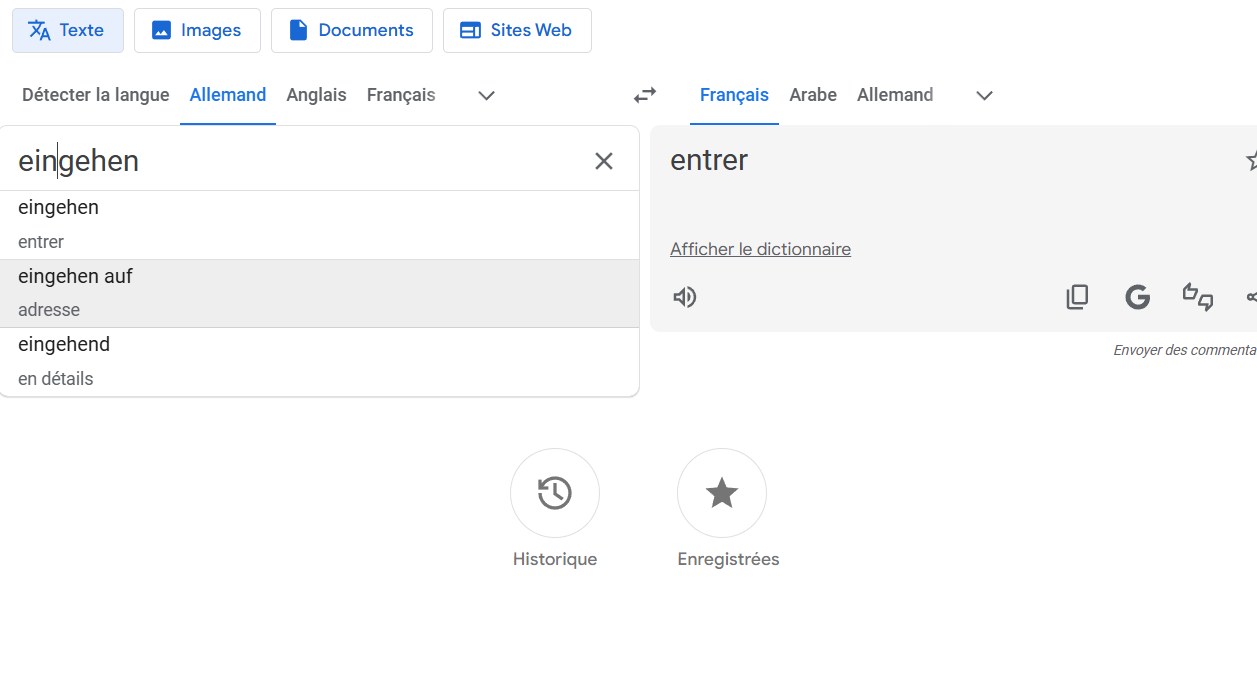 Texte Images Documents Sites Web
Détecter la langue Allemand Anglais Français
Français Arabe Allemand
eingehen
entrer
eingehen
entrer
eingehen auf
adresse
eingehend
en détails
Afficher le dictionnaire
Envoyer des commenta
Historique
Enregistrées